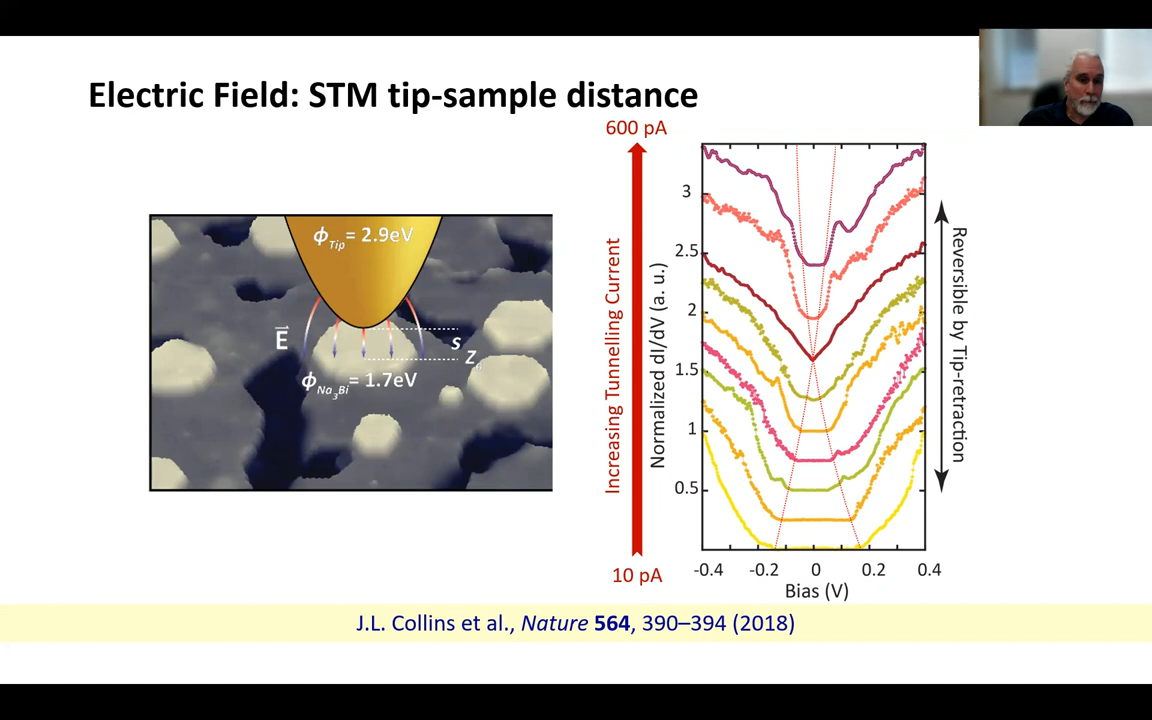 Electric Field: STM tip-sample distance
600 pA
Increasing Tunnelling Current
10 pA
ϕTip= 2.9eV
E⃗
s
Z
ϕNa3Bi= 1.7eV
Normalized dI/dV (a. u.)
3
2.5
2
1.5
1
0.5
-0.4 -0.2 0 0.2 0.4
Bias (V)
Reversible by Tip-retraction
J.L. Collins et al., Nature 564, 390–394 (2018)